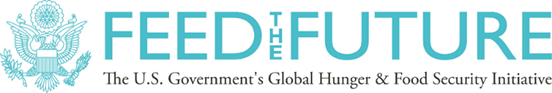 FEED THE FUTURE
The U.S. Government's Global Hunger & Food Security Initiative